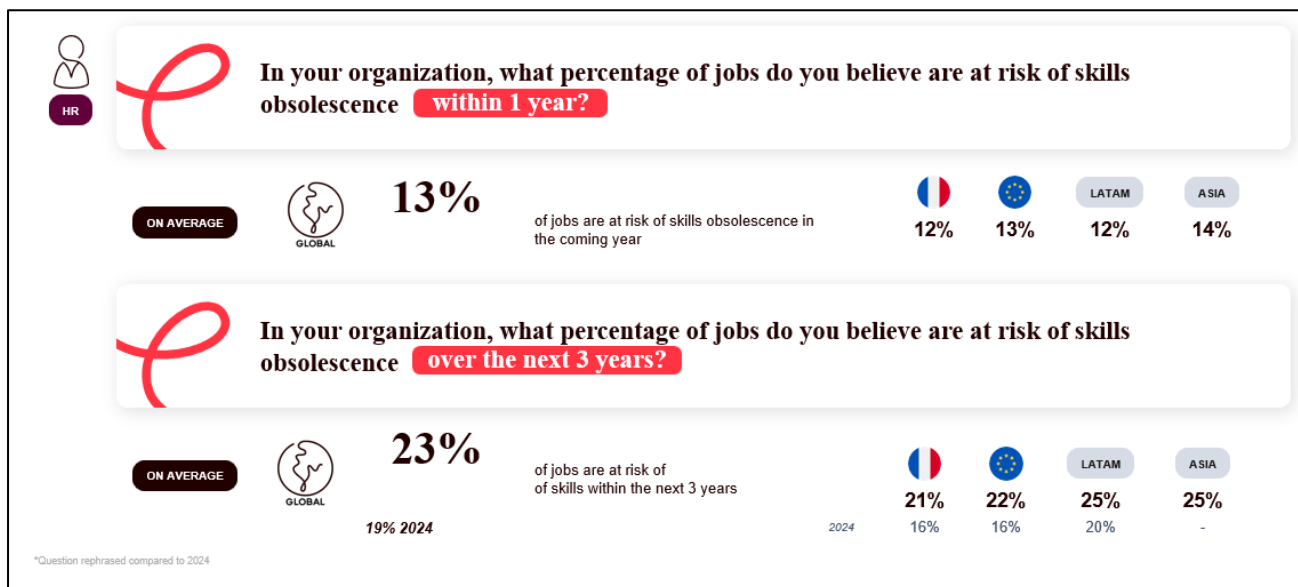 HR
In your organization, what percentage of jobs do you believe are at risk of skills
obsolescence within 1 year?
ON AVERAGE
GLOBAL
13%
of jobs are at risk of skills obsolescence in
the coming year
LATAM
ASIA
12%
13%
12%
14%
In your organization, what percentage of jobs do you believe are at risk of skills
obsolescence over the next 3 years?
ON AVERAGE
GLOBAL
23%
of jobs are at risk of
of skills within the next 3 years
LATAM
ASIA
21%
22%
25%
25%
19% 2024
2024
16%
16%
20%
-
*Question rephrased compared to 2024